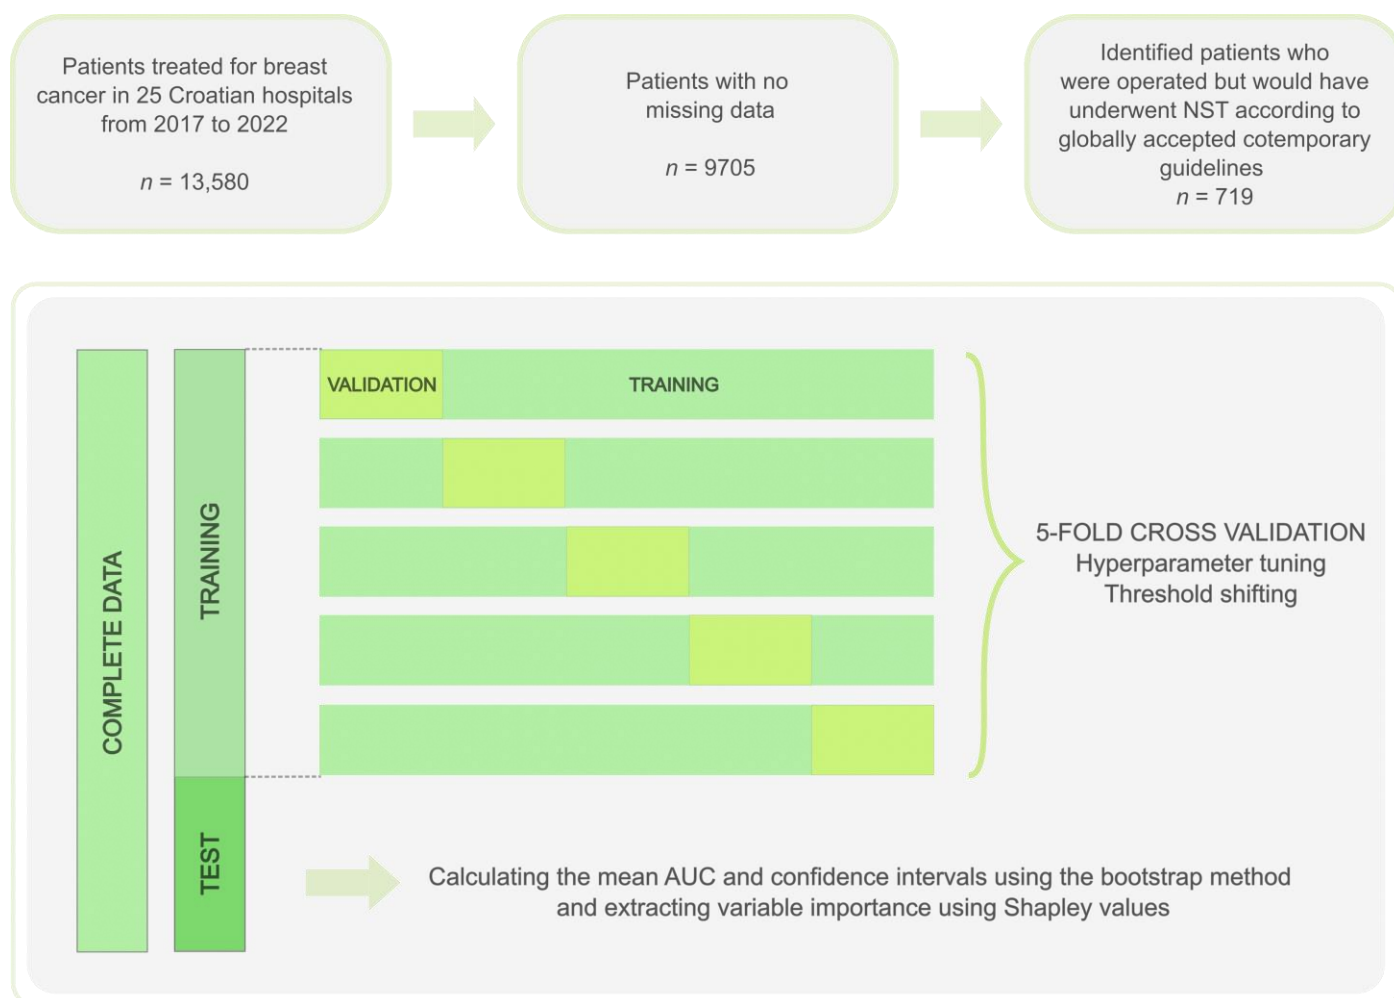 Patients treated for breast
cancer in 25 Croatian hospitals
from 2017 to 2022
n = 13,580
Patients with no
missing data
n = 9705
Identified patients who
were operated but would have
underwent NST according to
globally accepted cotemporary
guidelines
n = 719
COMPLETE DATA
TRAINING
TEST
VALIDATION
TRAINING
5-FOLD CROSS VALIDATION
Hyperparameter tuning
Threshold shifting
Calculating the mean AUC and confidence intervals using the bootstrap method
and extracting variable importance using Shapley values